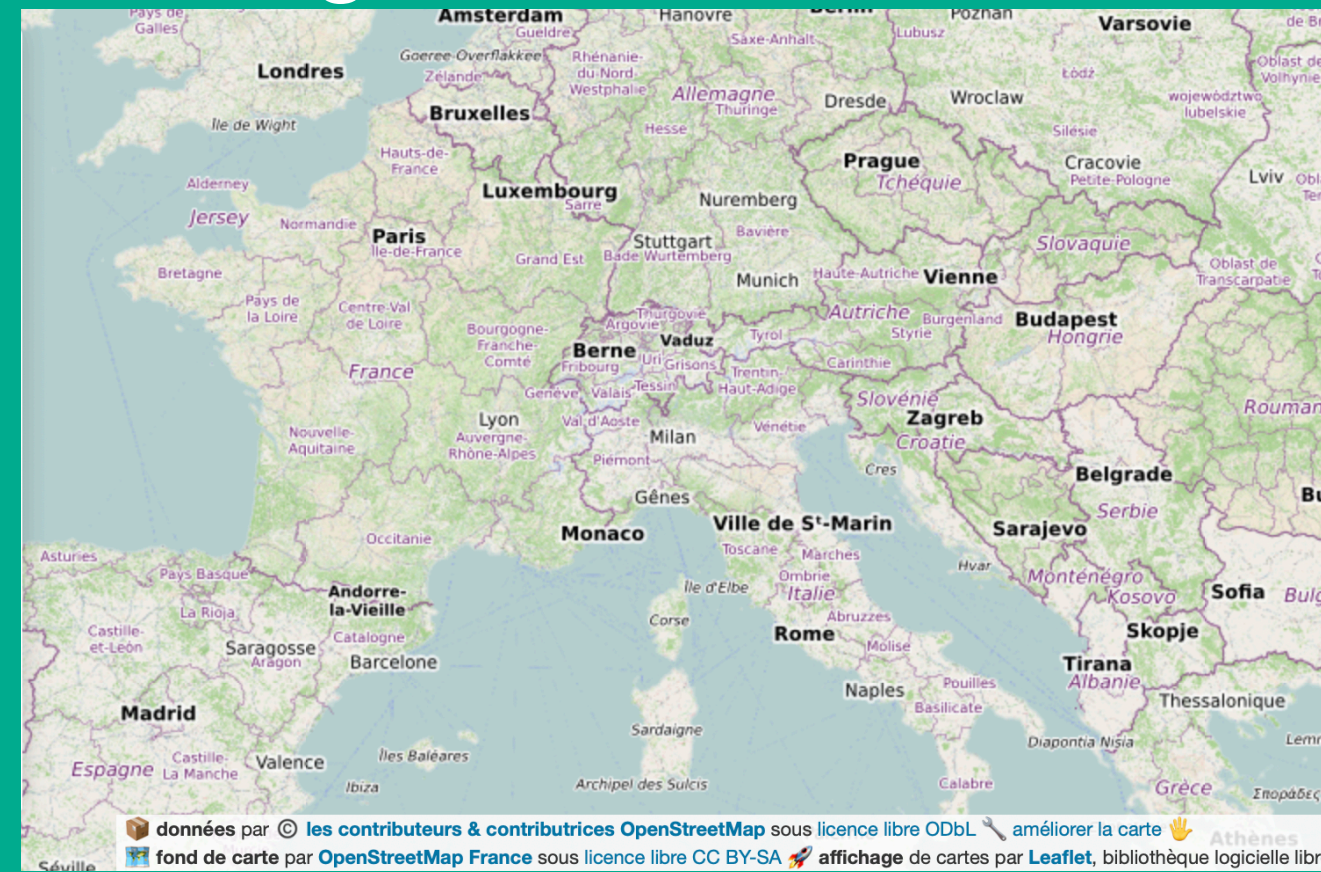 Pays de
Galles
Amsterdam
Hanovre
Berlin
Poznań
Varsovie
Gueldre
Saxe-Anhalt
Lubusz
Londres
Goeree-Overflakkee
Zélande
Rhénanie-
du-Nord-
Westphalie
Allemagne
Thuringe
Dresde
Wroclaw
Łódź
województwo
lubelskie
Oblast de
Volhynie
Bruxelles
Île de Wight
Hesse
Silésie
Hauts-de-
France
Prague
Tchéquie
Cracovie
Petite-Pologne
Lviv
Alderney
Jersey
Luxembourg
Sarre
Nuremberg
Normandie
Paris
Île-de-France
Grand Est
Stuttgart
Bade Wurtemberg
Bavière
Slovaquie
Bretagne
Munich
Haute-Autriche
Vienne
Oblast de
Transcarpatie
Pays de
la Loire
Centre-Val
de Loire
Bourgogne-
Franche-
Comté
Thurgovie
Argovie
Autriche
Burgenland
Budapest
Hongrie
Berne
Fribourg
Vaduz
Uri
Grisons
Tyrol
Styrie
France
Trentin-
Haut-Adige
Carinthie
Genève
Valais
Tessin
Slovénie
Zagreb
Croatie
Lyon
Auvergne-
Rhône-Alpes
Val d'Aoste
Milan
Vénétie
Nouvelle-
Aquitaine
Piémont
Cres
Belgrade
Serbie
Gênes
Monaco
Ville de Sᵗ-Marin
Sarajevo
Occitanie
Toscane
Marches
Asturies
Pays Basque
Andorre-
la-Vieille
Île d'Elbe
Ombrie
Italie
Hvar
Monténégro
Kosovo
Sofia
La Rioja
Corse
Abruzzes
Castille-
et-León
Saragosse
Aragon
Catalogne
Barcelone
Rome
Molise
Skopje
Tirana
Albanie
Naples
Pouilles
Basilicate
Thessalonique
Madrid
Sardaigne
Diapontia Nisia
Espagne
Castille-
La Manche
Valence
Îles Baléares
Ibiza
Archipel des Sulcis
Calabre
Grèce
Σποράδες
📦 données par © les contributeurs & contributrices OpenStreetMap sous licence libre ODbL 🔧 améliorer la carte 🖐
Athènes
🗺 fond de carte par OpenStreetMap France sous licence libre CC BY-SA 🚀 affichage de cartes par Leaflet, bibliothèque logicielle libr
Séville